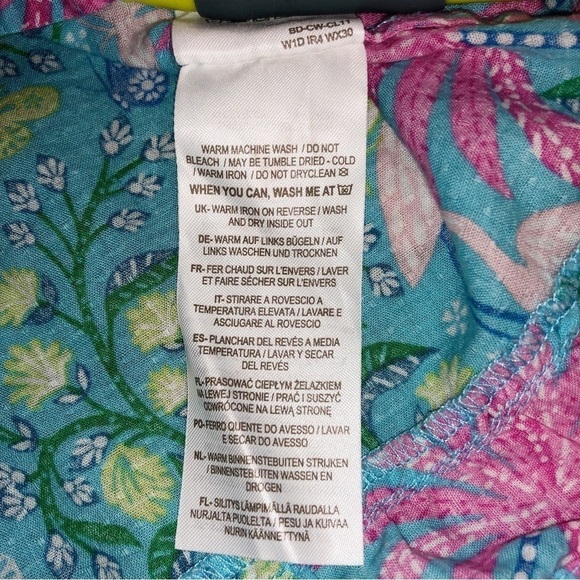 BD-CW-CL11
W1D IR4 WX30
WARM MACHINE WASH / DO NOT
BLEACH / MAY BE TUMBLE DRIED - COLD
/ WARM IRON / DO NOT DRYCLEAN
WHEN YOU CAN, WASH ME AT
UK- WARM IRON ON REVERSE / WASH
AND DRY INSIDE OUT
DE- WARM AUF LINKS BÜGELN / AUF
LINKS WASCHEN UND TROCKNEN
FR- FER CHAUD SUR L'ENVERS / LAVER
ET FAIRE SÉCHER SUR L'ENVERS
IT- STIRARE A ROVESCIO A
TEMPERATURA ELEVATA / LAVARE E
ASCIUGARE AL ROVESCIO
ES- PLANCHAR DEL REVÉS A MEDIA
TEMPERATURA / LAVAR Y SECAR
DEL REVÉS
PL- PRASOWAĆ CIEPŁYM ŻELAZKIEM
NA LEWEJ STRONIE / PRAĆ I SUSZYĆ
ODWRÓCONE NA LEWĄ STRONĘ
PO-FERRO QUENTE DO AVESSO / LAVAR
E SECAR DO AVESSO
NL- WARM BINNENSTEBUITEN STRIJKEN
/ BINNENSTEBUITEN WASSEN EN
DROGEN
FL- SILITYS LÄMPIMÄLLÄ RAUDALLA
NURJALTA PUOLELTA / PESU JA KUIVAA
NURIN KÄÄNNETTYNÄ